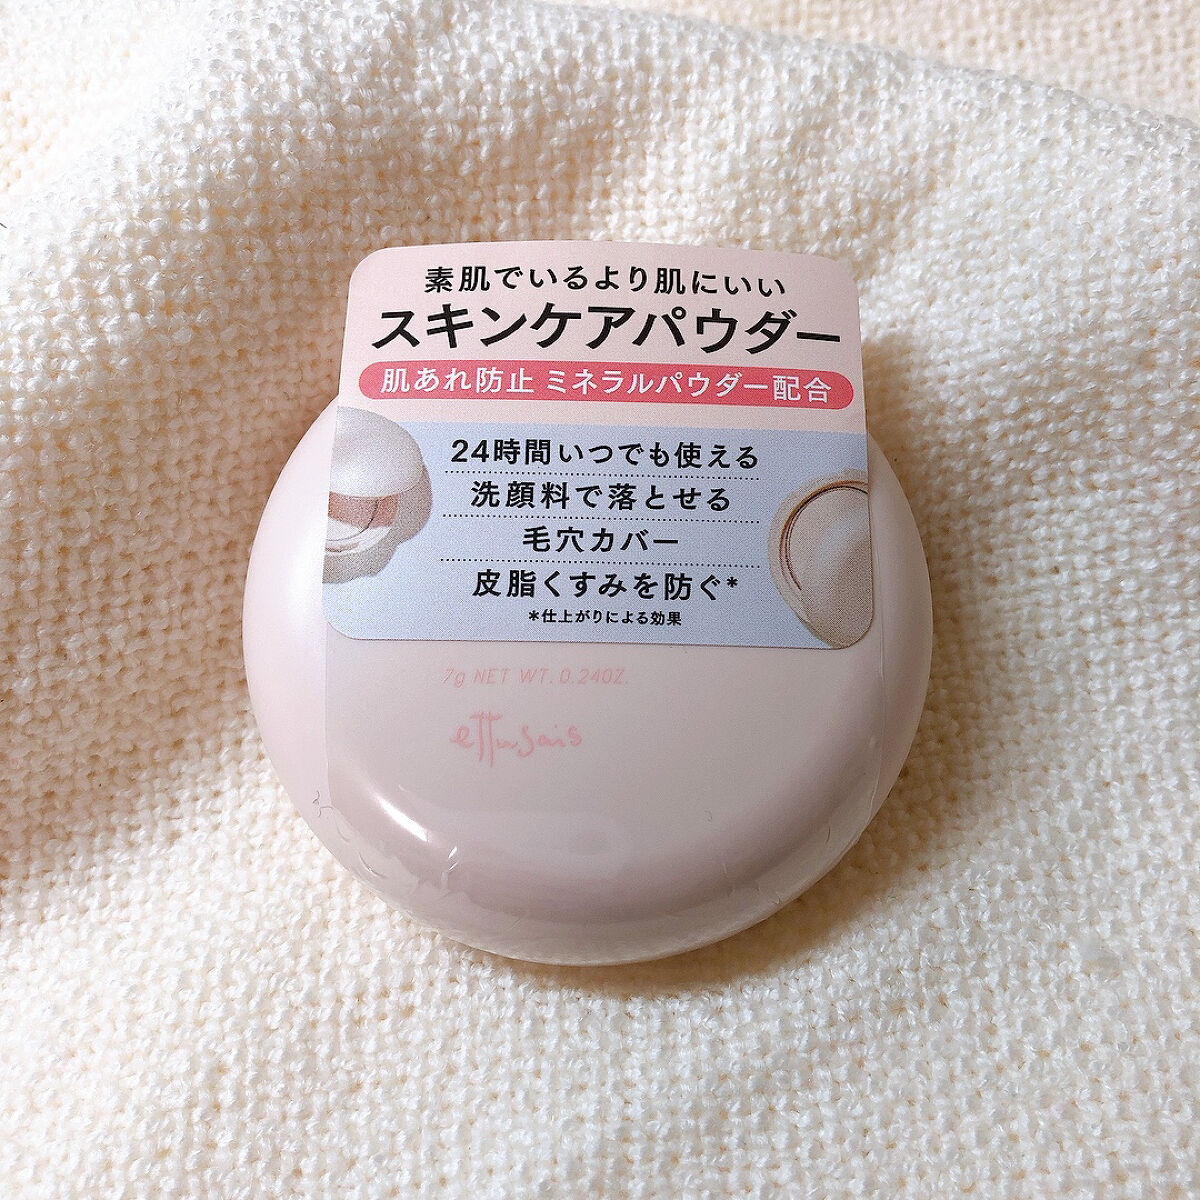 素肌でいるより肌にいい
スキンケアパウダー
肌あれ防止 ミネラルパウダー配合
24時間いつでも使える
洗顔料で落とせる
毛穴カバー
皮脂くすみを防ぐ*
*仕上がりによる効果
7g NET WT. 0.24OZ.
ettusais